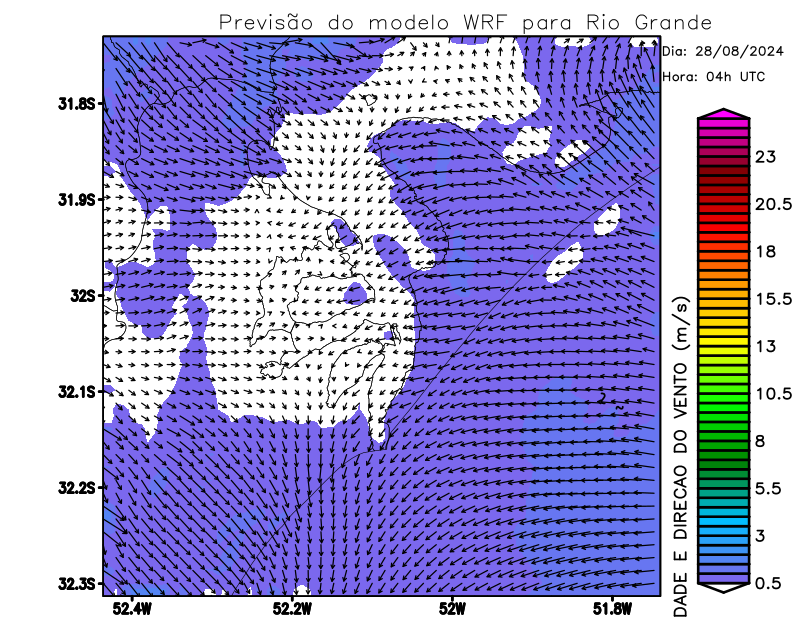 Previsão do modelo WRF para Rio Grande
Dia: 28/08/2024
Hora: 04h UTC
31.8S
31.9S
32S
32.1S
32.2S
32.3S
52.4W
52.2W
52W
51.8W
23
20.5
18
15.5
13
10.5
8
5.5
3
0.5
DADE E DIRECAO DO VENTO (m/s)